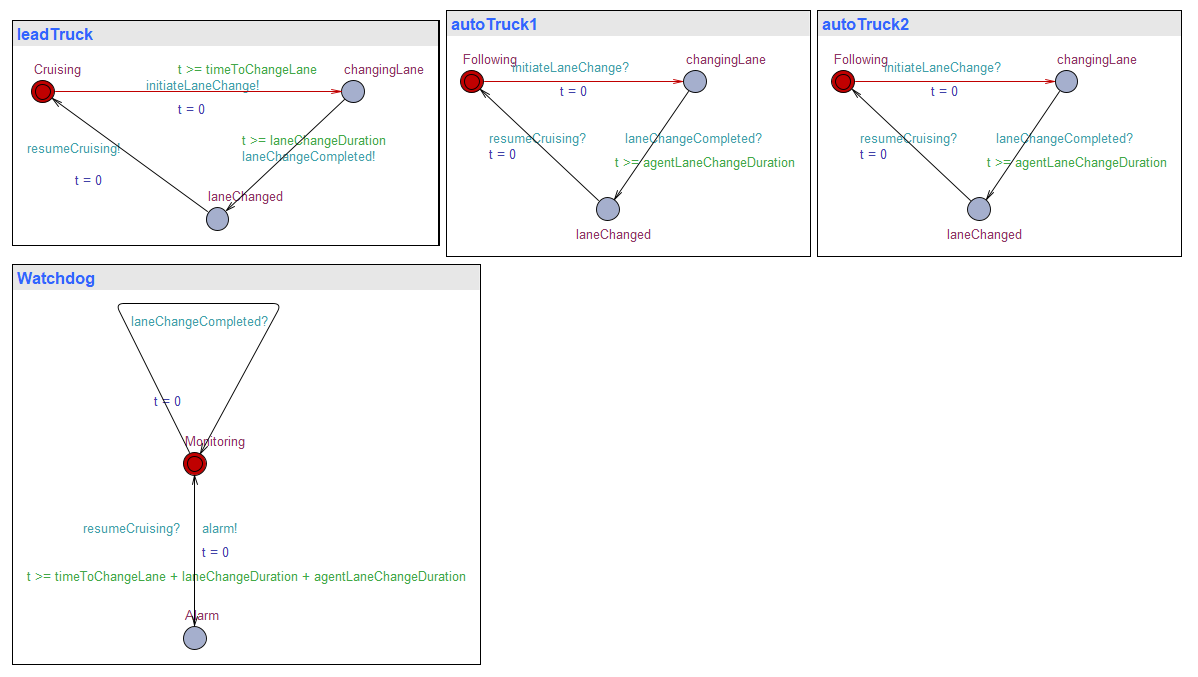 leadTruck
Cruising
t >= timeToChangeLane
initiateLaneChange!
t = 0
changingLane
t >= laneChangeDuration
laneChangeCompleted!
resumeCruising!
t = 0
laneChanged
autoTruck1
Following
initiateLaneChange?
t = 0
changingLane
resumeCruising?
t = 0
laneChangeCompleted?
t >= agentLaneChangeDuration
laneChanged
autoTruck2
Following
initiateLaneChange?
t = 0
changingLane
resumeCruising?
t = 0
laneChangeCompleted?
t >= agentLaneChangeDuration
laneChanged
Watchdog
laneChangeCompleted?
t = 0
Monitoring
resumeCruising?
alarm!
t = 0
t >= timeToChangeLane + laneChangeDuration + agentLaneChangeDuration
Alarm